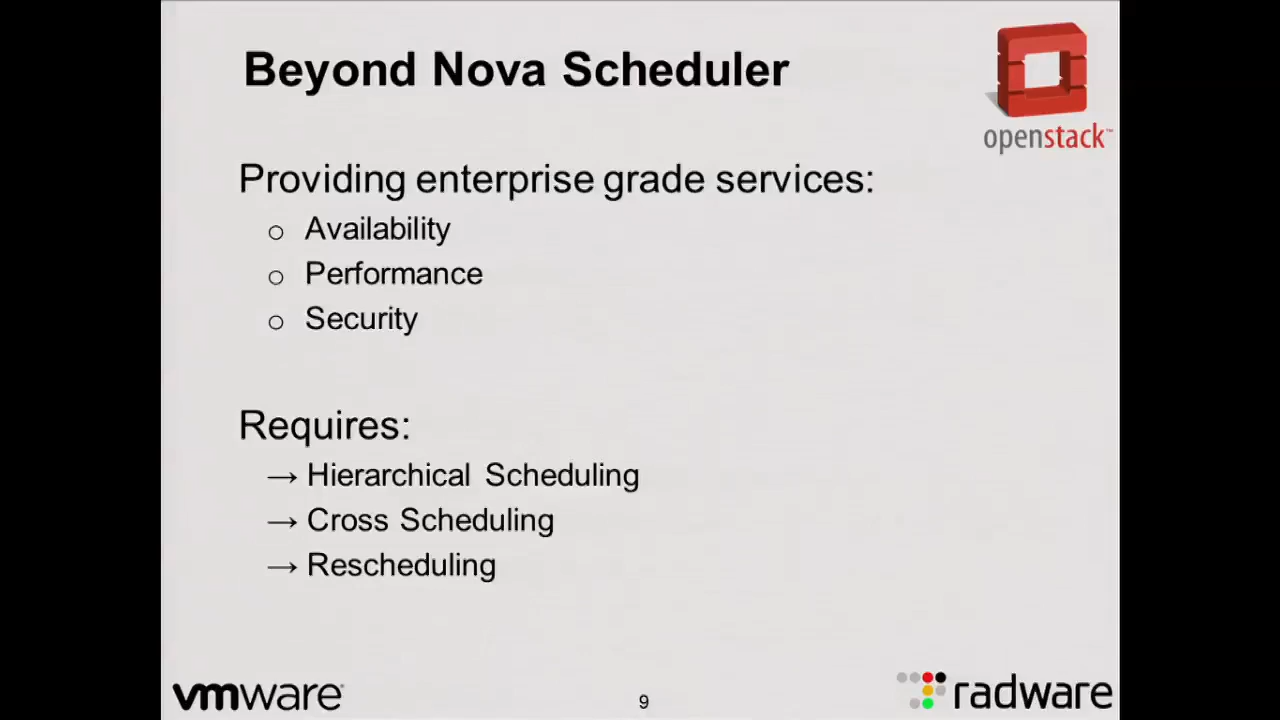 Beyond Nova Scheduler
openstack™
Providing enterprise grade services:
o Availability
o Performance
o Security
Requires:
→ Hierarchical Scheduling
→ Cross Scheduling
→ Rescheduling
vmware
9
radware